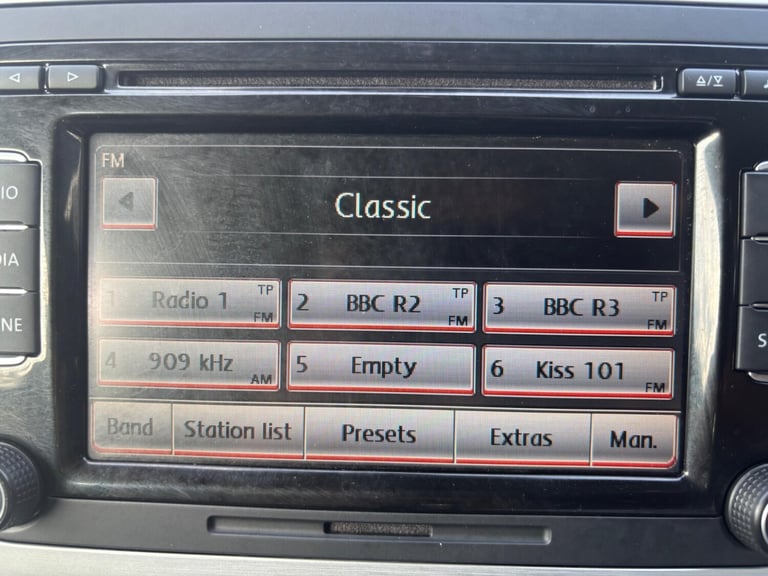 FM
Classic
1 Radio 1 TP FM
2 BBC R2 TP FM
3 BBC R3 TP FM
4 909 kHz AM
5 Empty
6 Kiss 101 FM
Band Station list Presets Extras Man.
IO
IA
NE
S